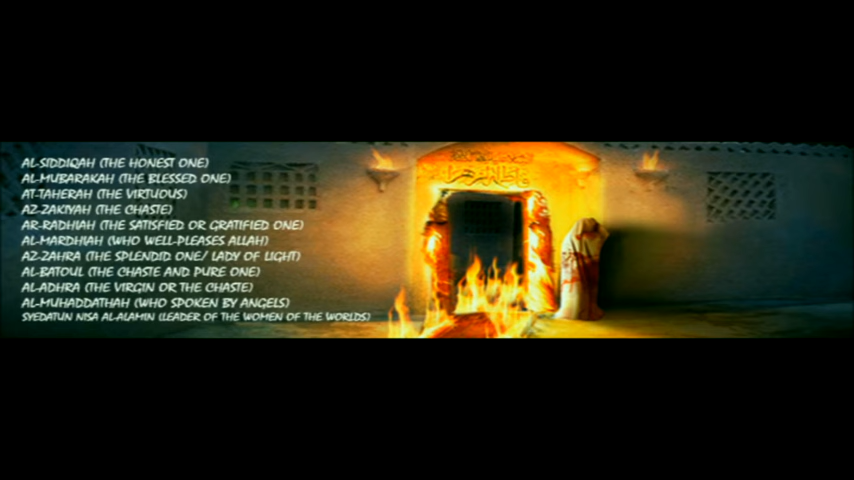 AL-SIDDIQAH (THE HONEST ONE)
AL-MUBARAKAH (THE BLESSED ONE)
AT-TAHERAH (THE VIRTUOUS)
AZ-ZAKIYAH (THE CHASTE)
AR-RADHIAH (THE SATISFIED OR GRATIFIED ONE)
AL-MARDHIAH (WHO WELL-PLEASES ALLAH)
AZ-ZAHRA (THE SPLENDID ONE/ LADY OF LIGHT)
AL-BATOUL (THE CHASTE AND PURE ONE)
AL-ADHRA (THE VIRGIN OR THE CHASTE)
AL-MUHADDATHAH (WHO SPOKEN BY ANGELS)
SYEDATUN NISA AL-ALAMIN (LEADER OF THE WOMEN OF THE WORLDS)
فاطمة الزهرا